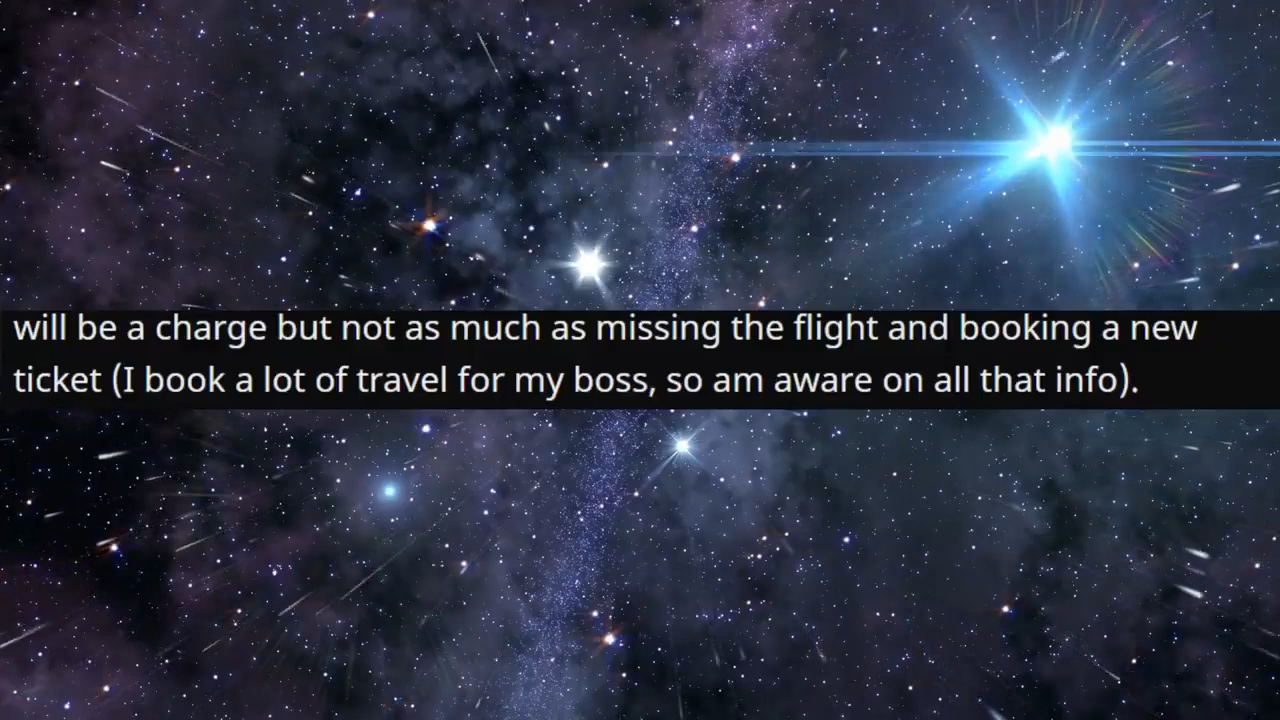 will be a charge but not as much as missing the flight and booking a new
ticket (I book a lot of travel for my boss, so am aware on all that info).